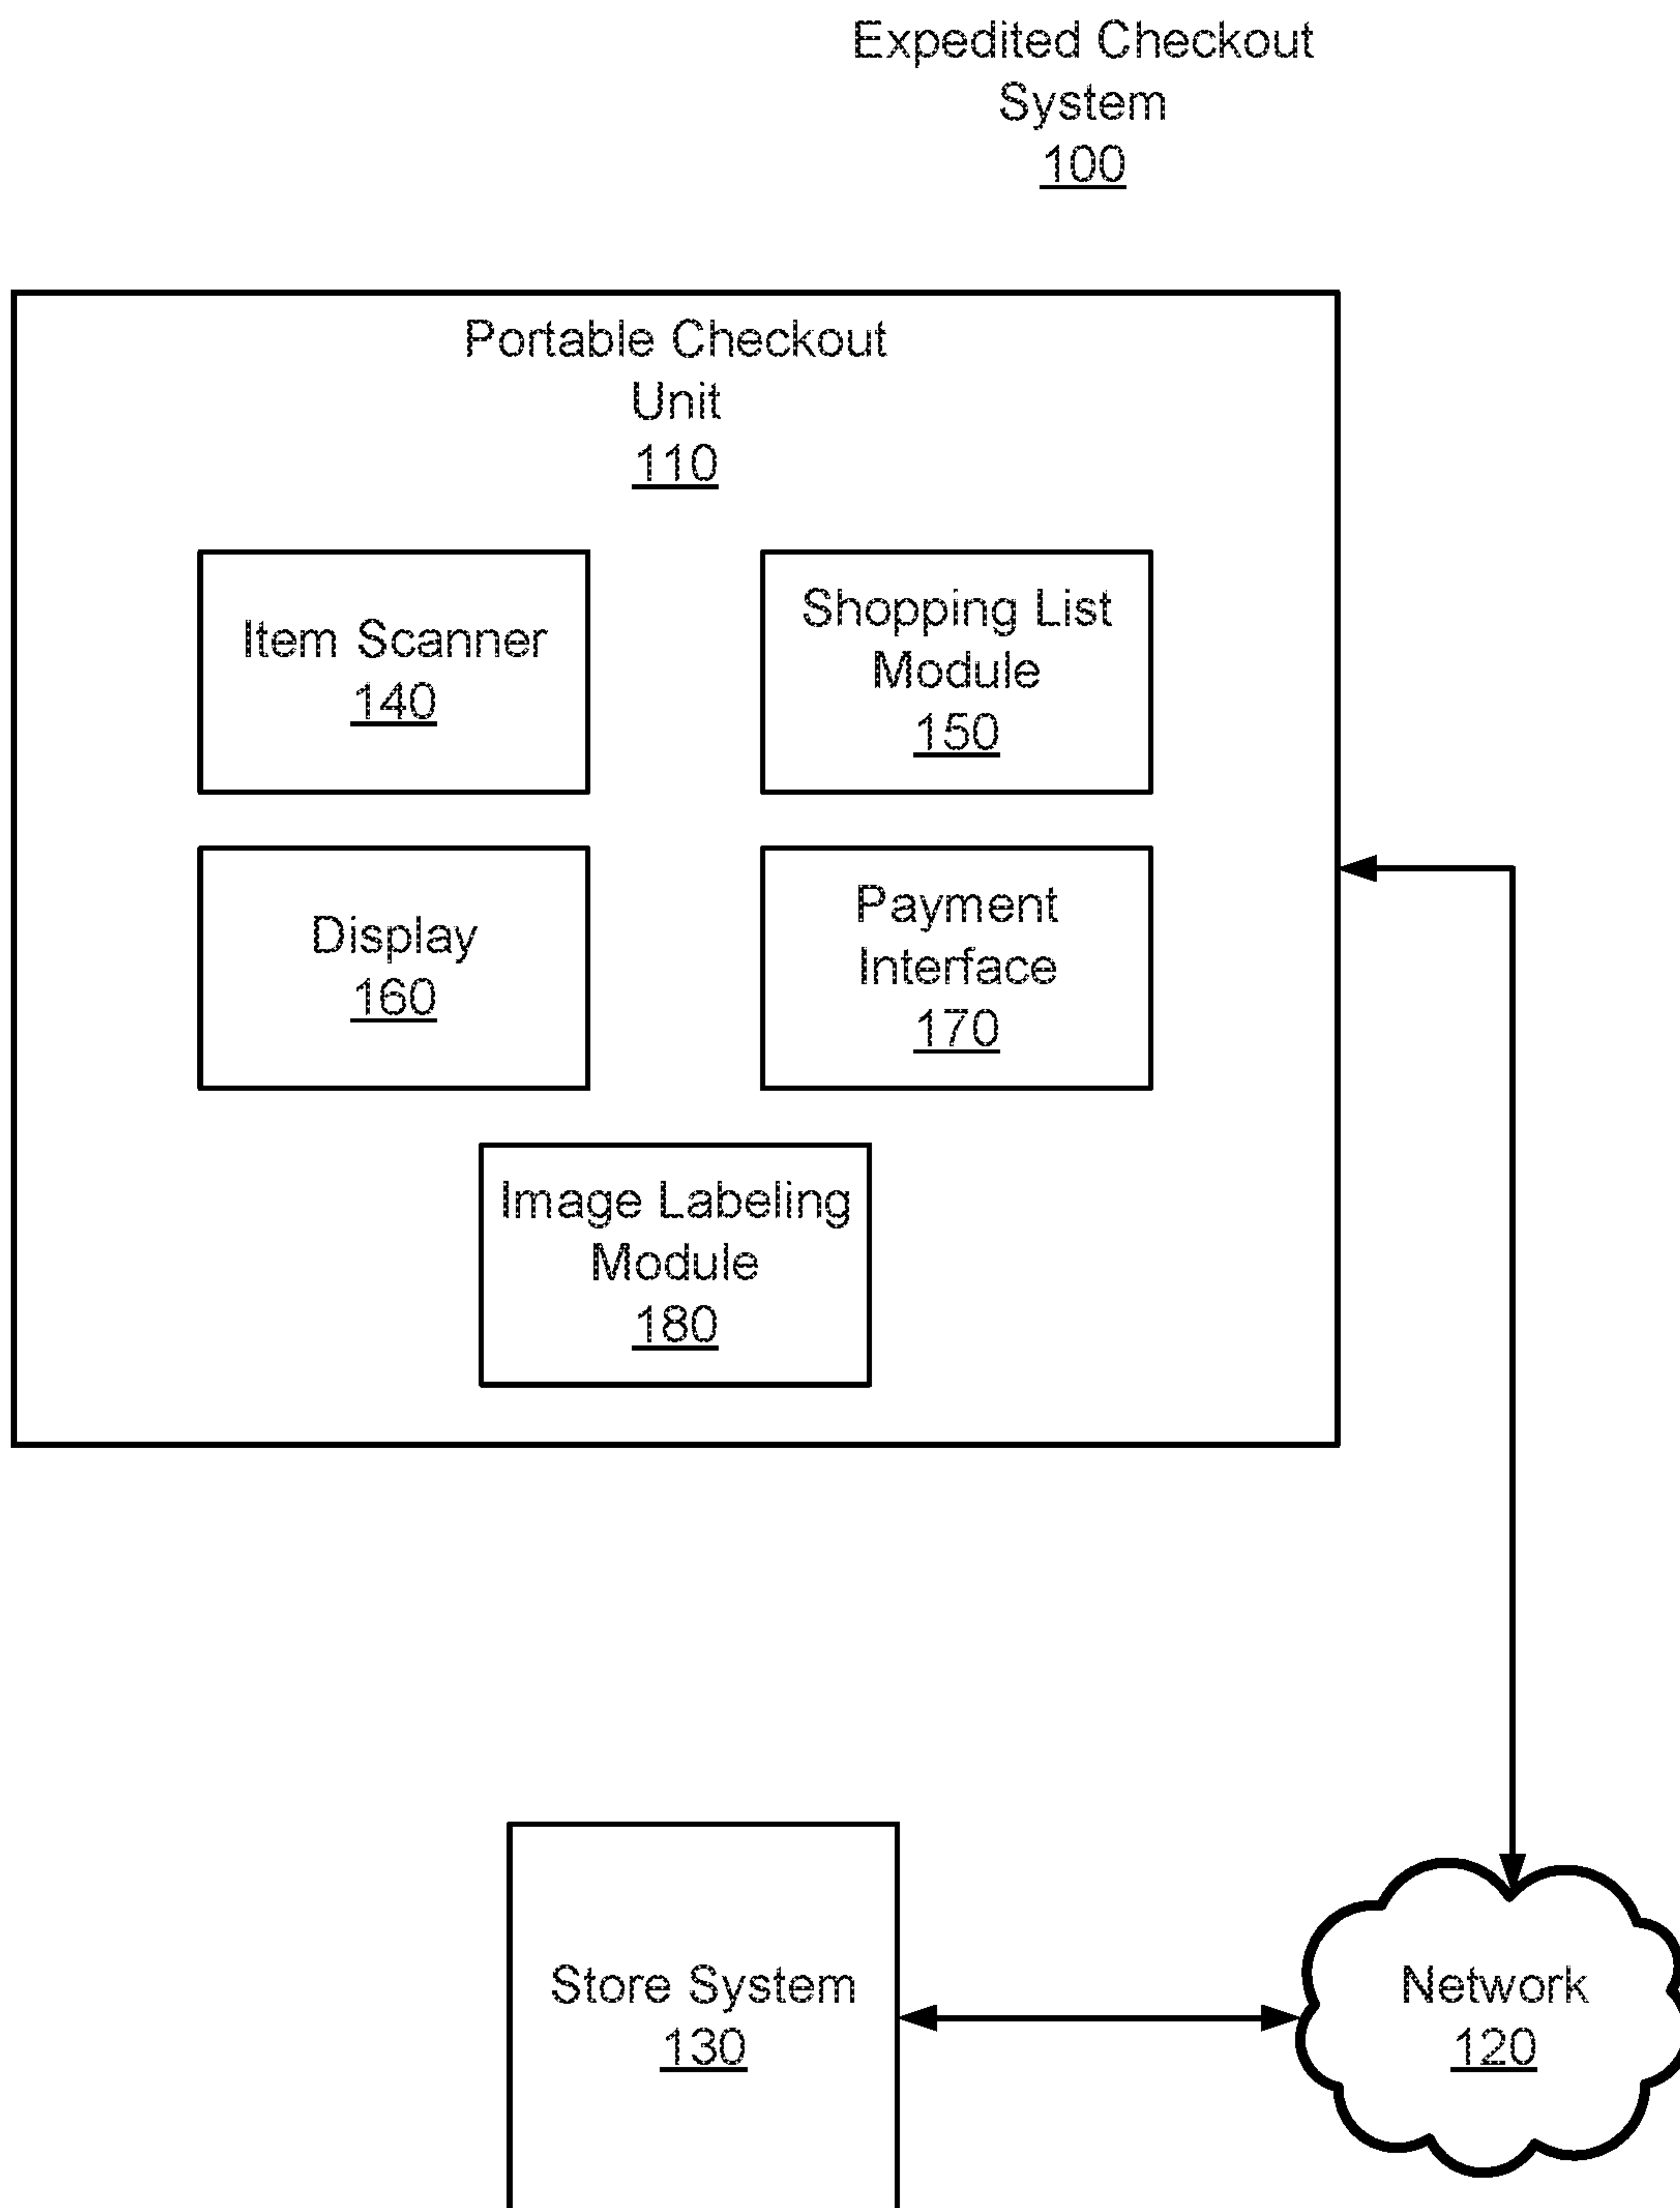 Expedited Checkout
System
100
Portable Checkout
Unit
110
Item Scanner
140
Shopping List
Module
150
Display
160
Payment
Interface
170
Image Labeling
Module
180
Store System
130
Network
120